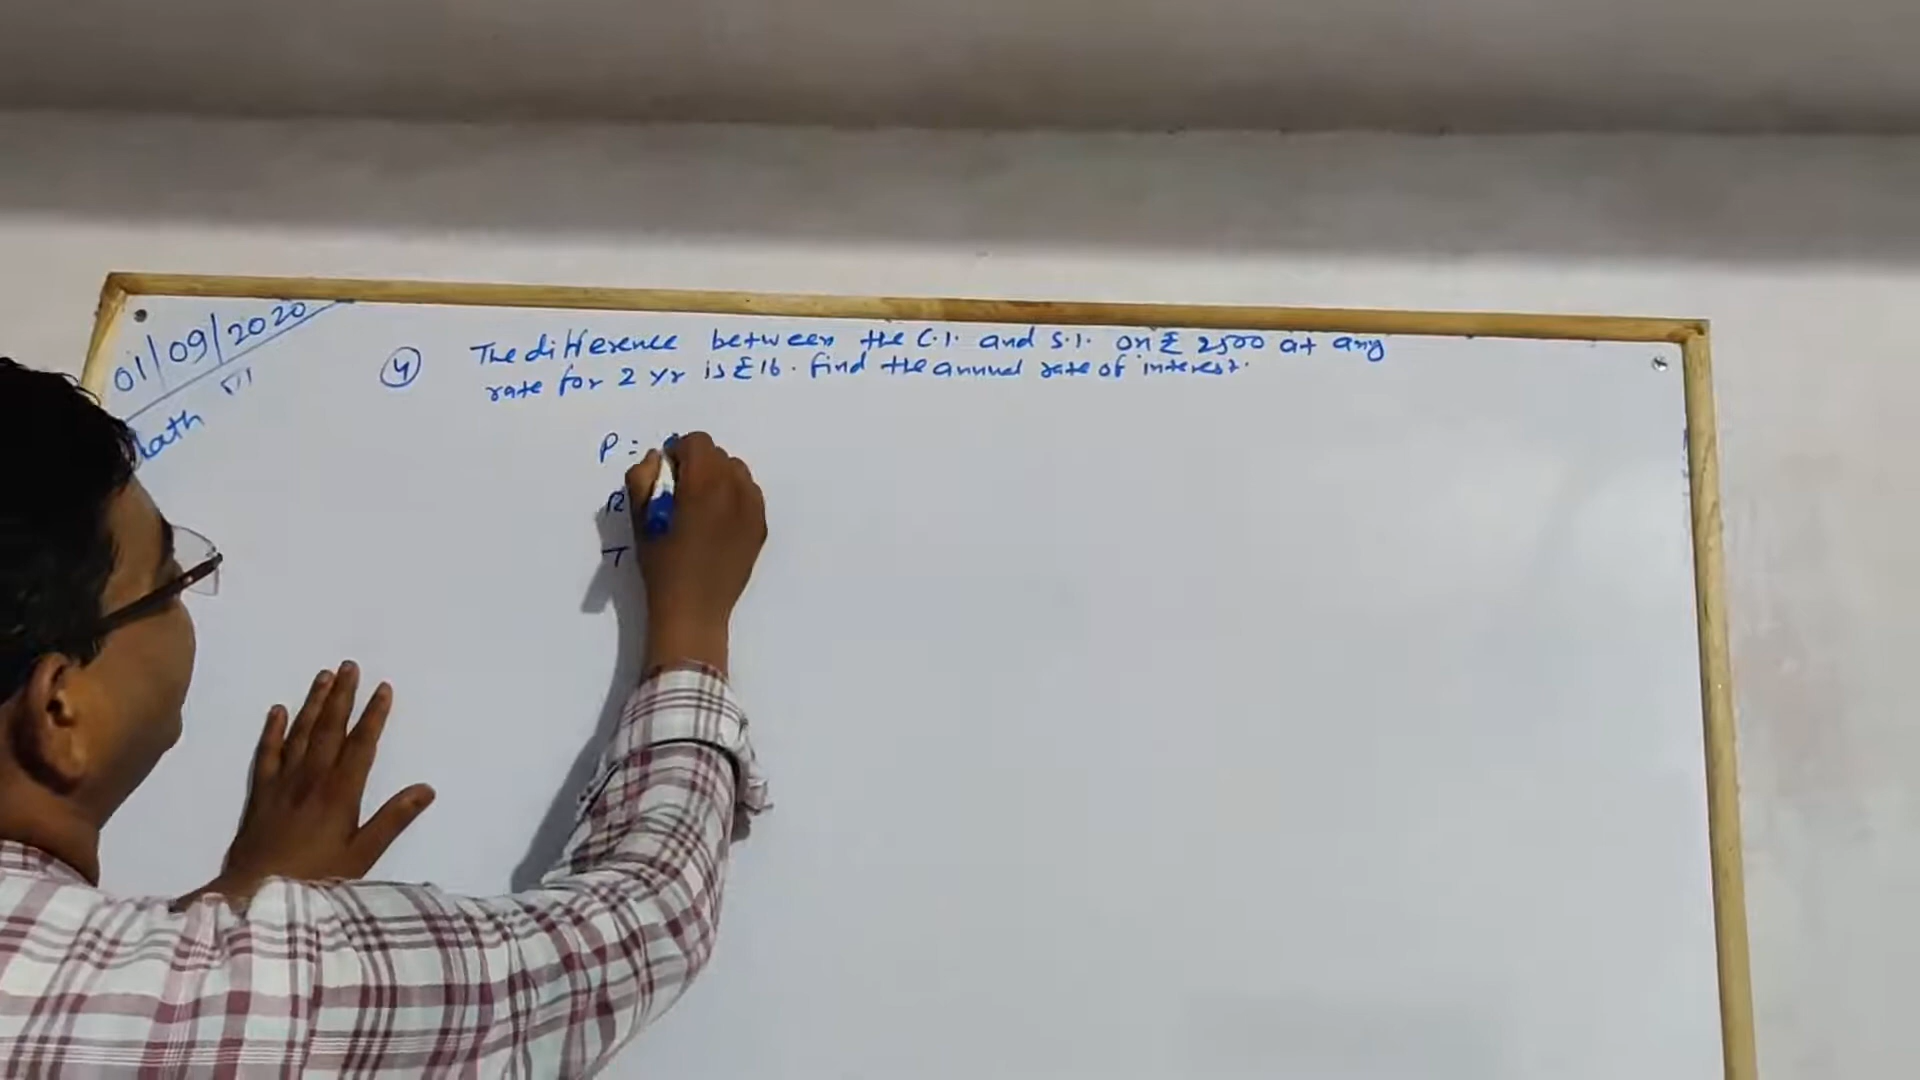 01/09/2020
Math VII
4 The difference between the C.I. and S.I. on ₹ 2500 at any
rate for 2 yr is ₹ 16. find the annual rate of interest.
P =
R
T